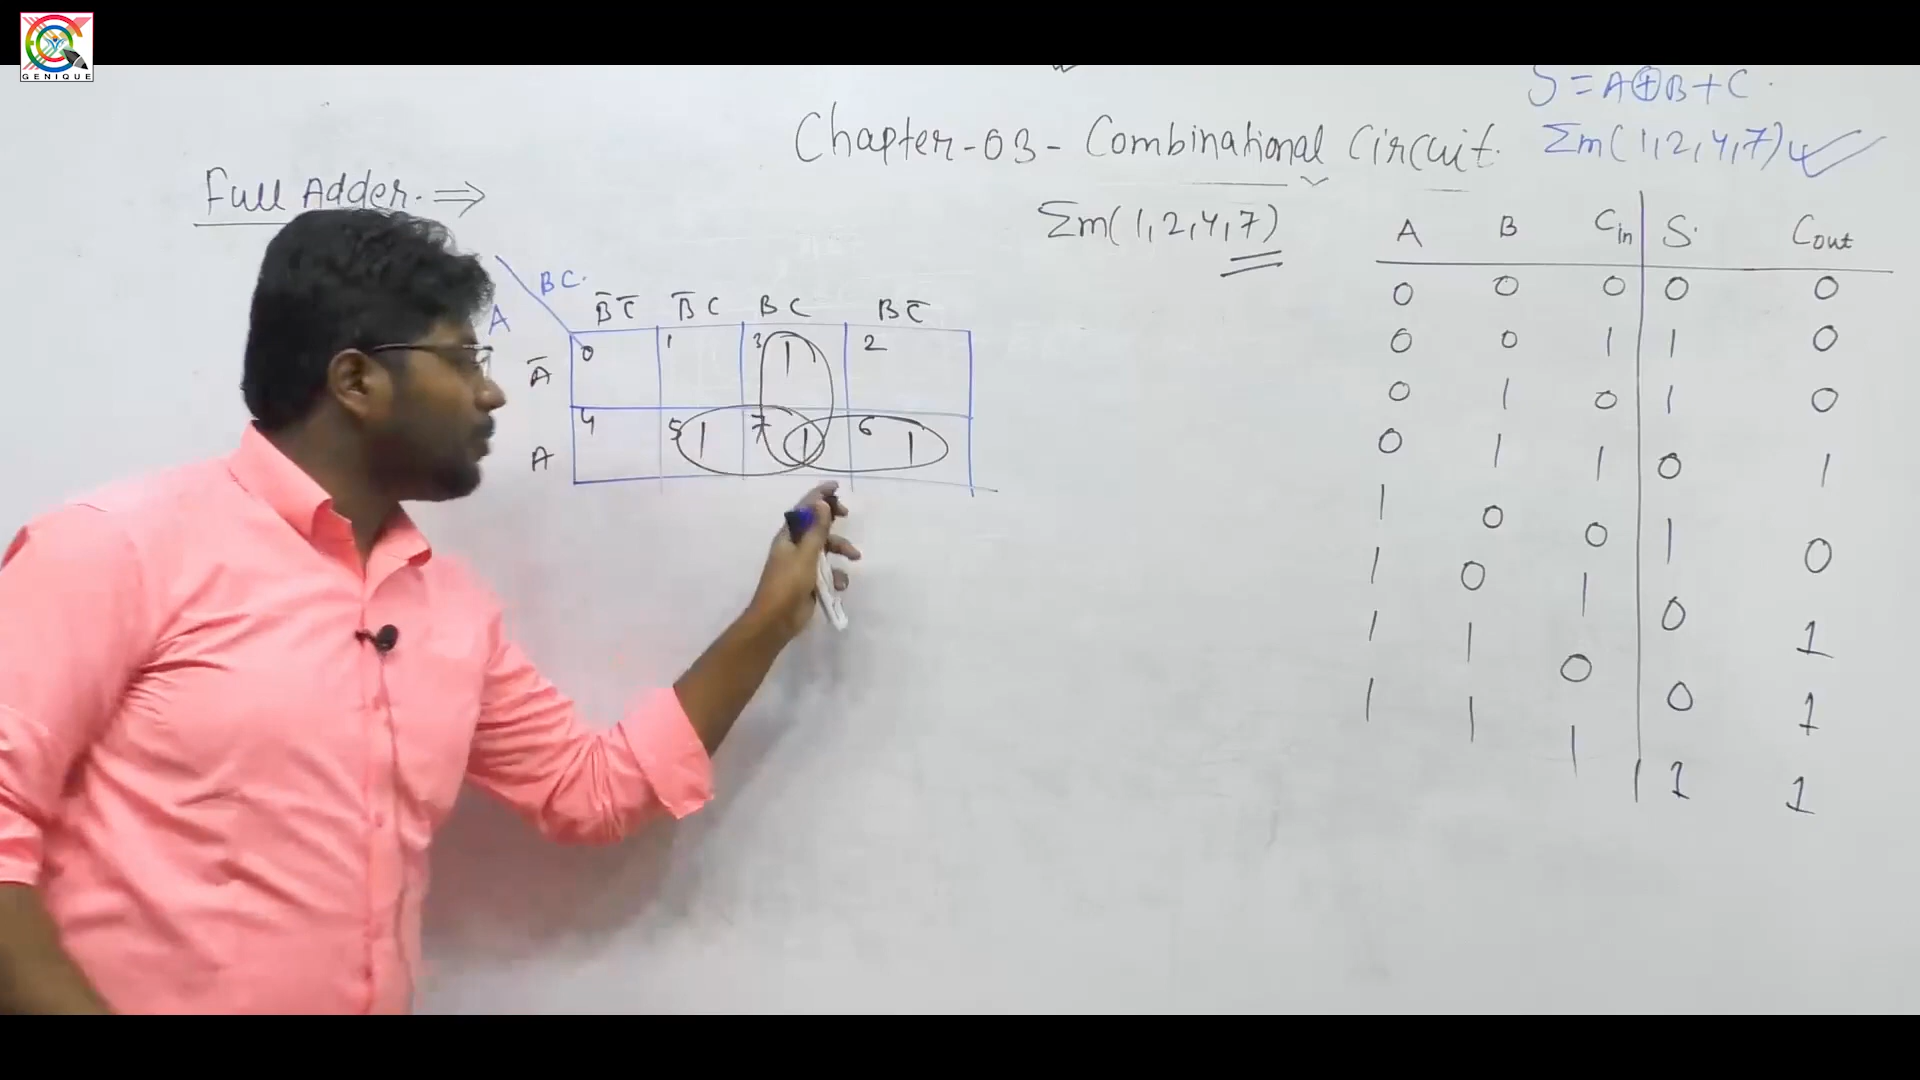 GENIQUE
S = A⊕B+C.
Chapter-03- Combinational Circuit.
Σm(1,2,4,7)
Full Adder. ⇒
Σm(1,2,4,7)
A B Cin S. Cout
0 0 0 0 0
0 0 1 1 0
0 1 0 1 0
0 1 1 0 1
1 0 0 1 0
1 0 1 0 1
1 1 0 0 1
1 1 1 1 1
BC.
A
B̅C̅ B̅C BC BC̅
A̅ 0 1 3 1 2
A 4 5 1 7 1 6 1